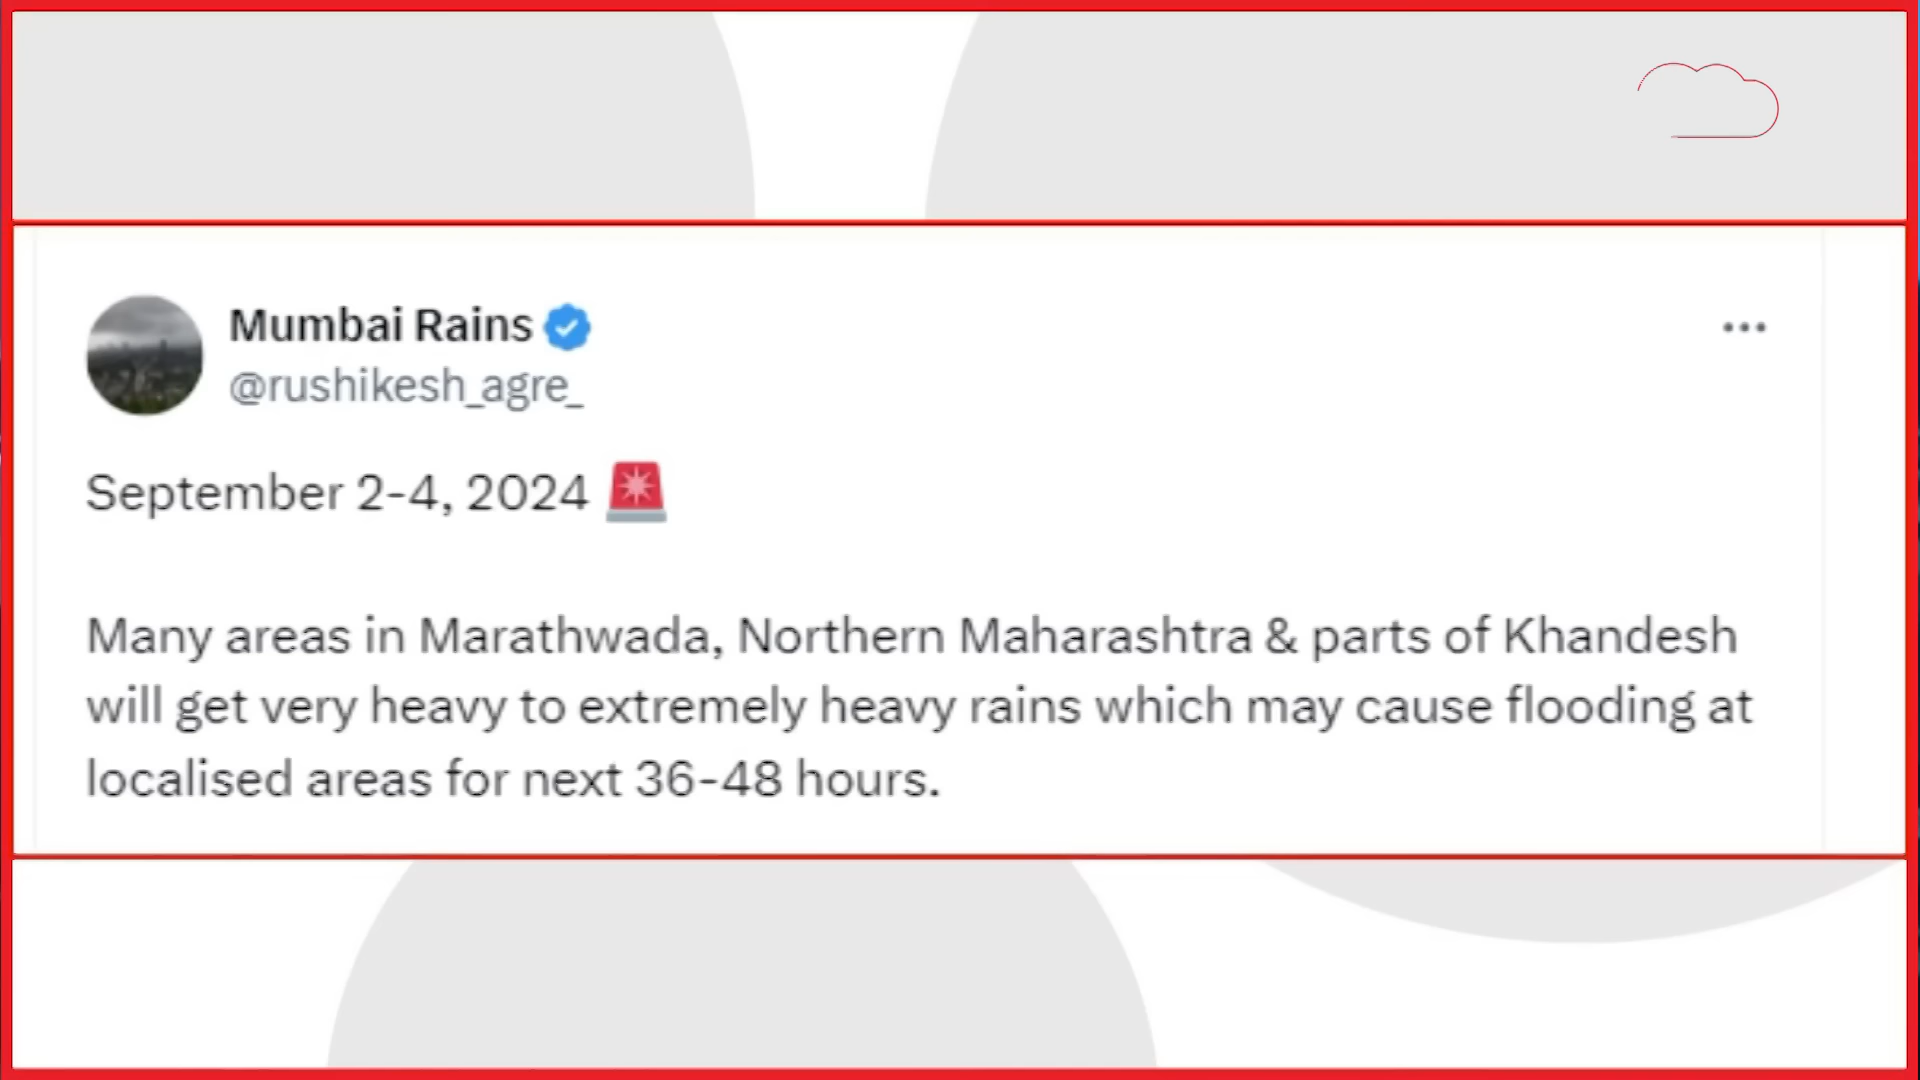 Mumbai Rains
@rushikesh_agre_
September 2-4, 2024 🚨
Many areas in Marathwada, Northern Maharashtra & parts of Khandesh
will get very heavy to extremely heavy rains which may cause flooding at
localised areas for next 36-48 hours.